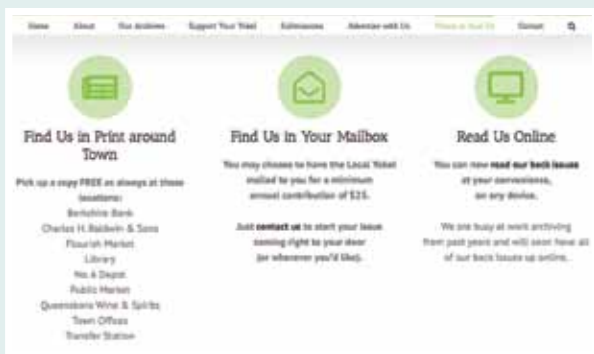 Home About Our Archives Support Your Yokel Submissions Advertise with Us Where to find Us Contact
Find Us in Print around
Town
Pick up a copy FREE as always at these
locations:
Berkshire Bank
Charles H. Baldwin & Sons
Flourish Market
Library
No. 6 Depot
Public Market
Queensboro Wine & Spirits
Town Offices
Transfer Station
Find Us in Your Mailbox
You may choose to have the Local Yokel
mailed to you for a minimum
annual contribution of $25.
Just contact us to start your issue
coming right to your door
(or wherever you'd like).
Read Us Online
You can now read our back issues
at your convenience,
on any device.
We are busy at work archiving
from past years and will soon have all
of our back issues up online.